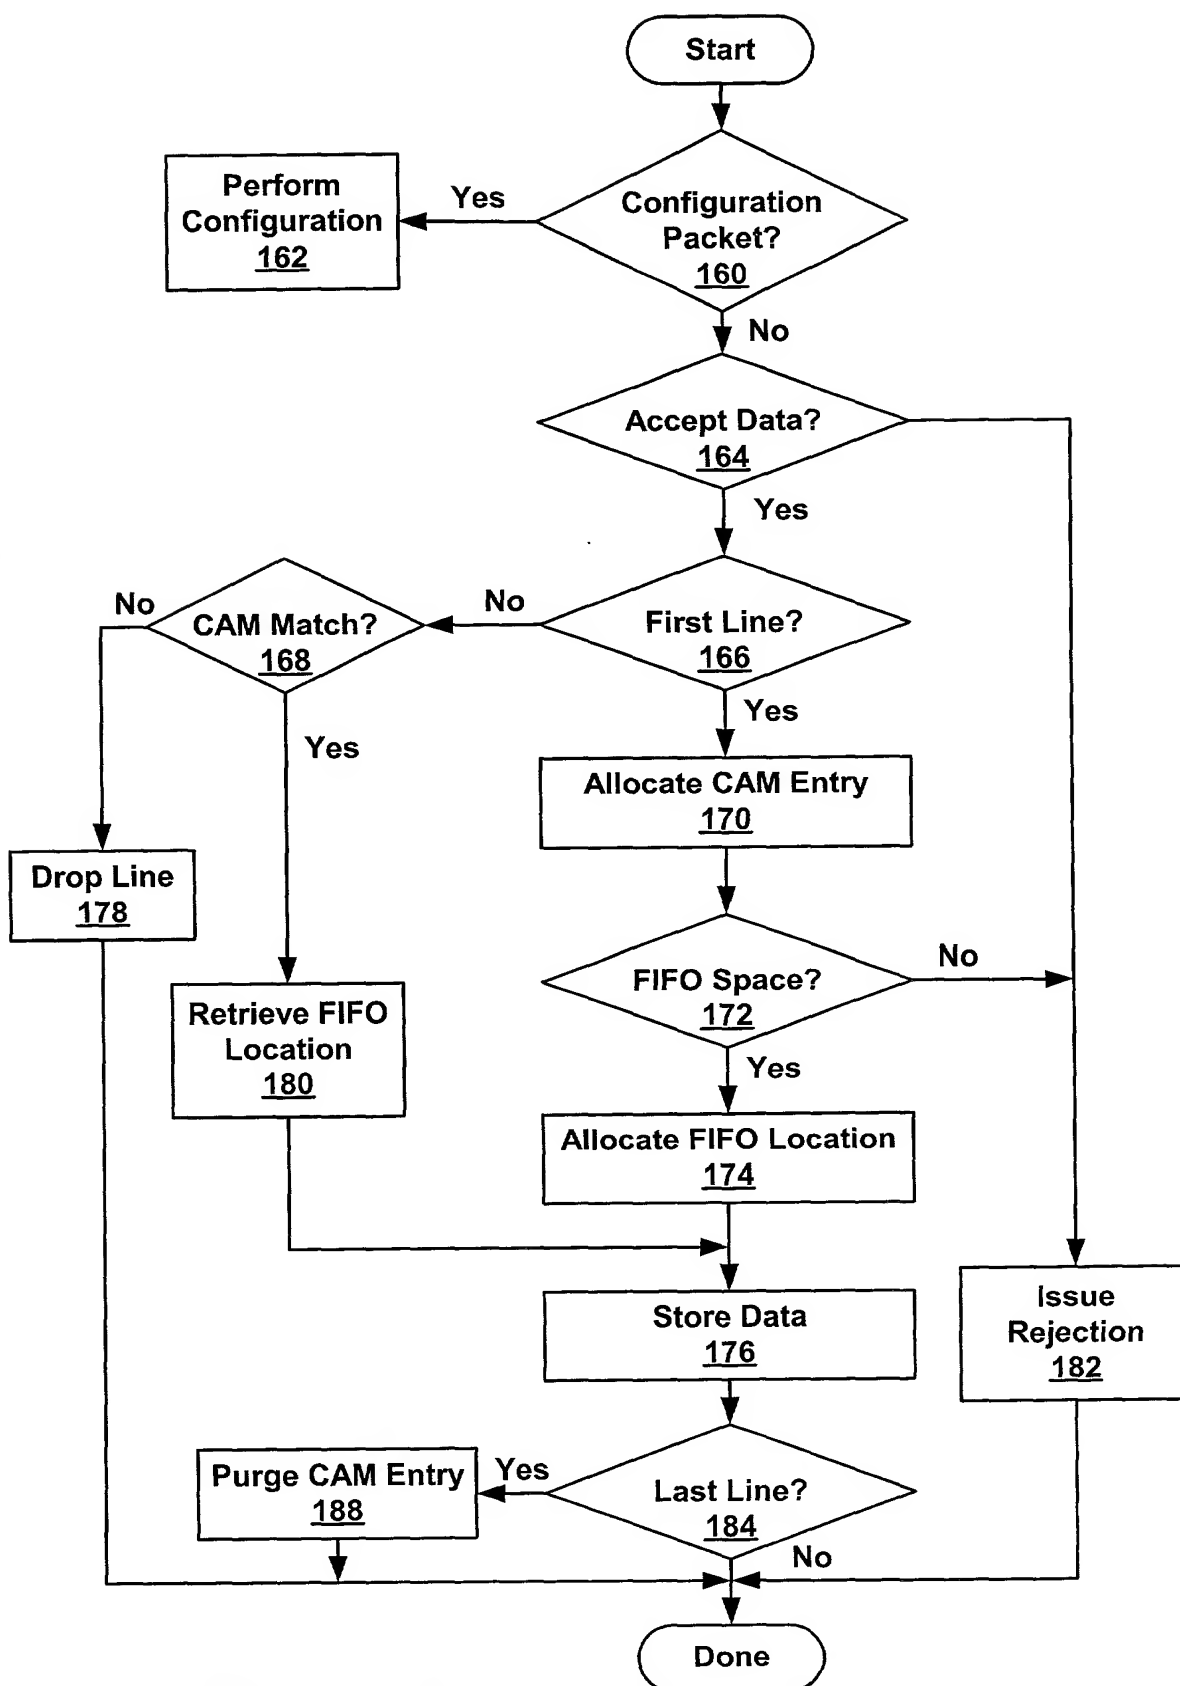 Start
Perform
Configuration
162
Yes
Configuration
Packet?
160
No
Accept Data?
164
Yes
No
CAM Match?
168
No
First Line?
166
Yes
Yes
Allocate CAM Entry
170
Drop Line
178
Retrieve FIFO
Location
180
FIFO Space?
172
No
Yes
Allocate FIFO Location
174
Store Data
176
Issue
Rejection
182
Purge CAM Entry
188
Yes
Last Line?
184
No
Done